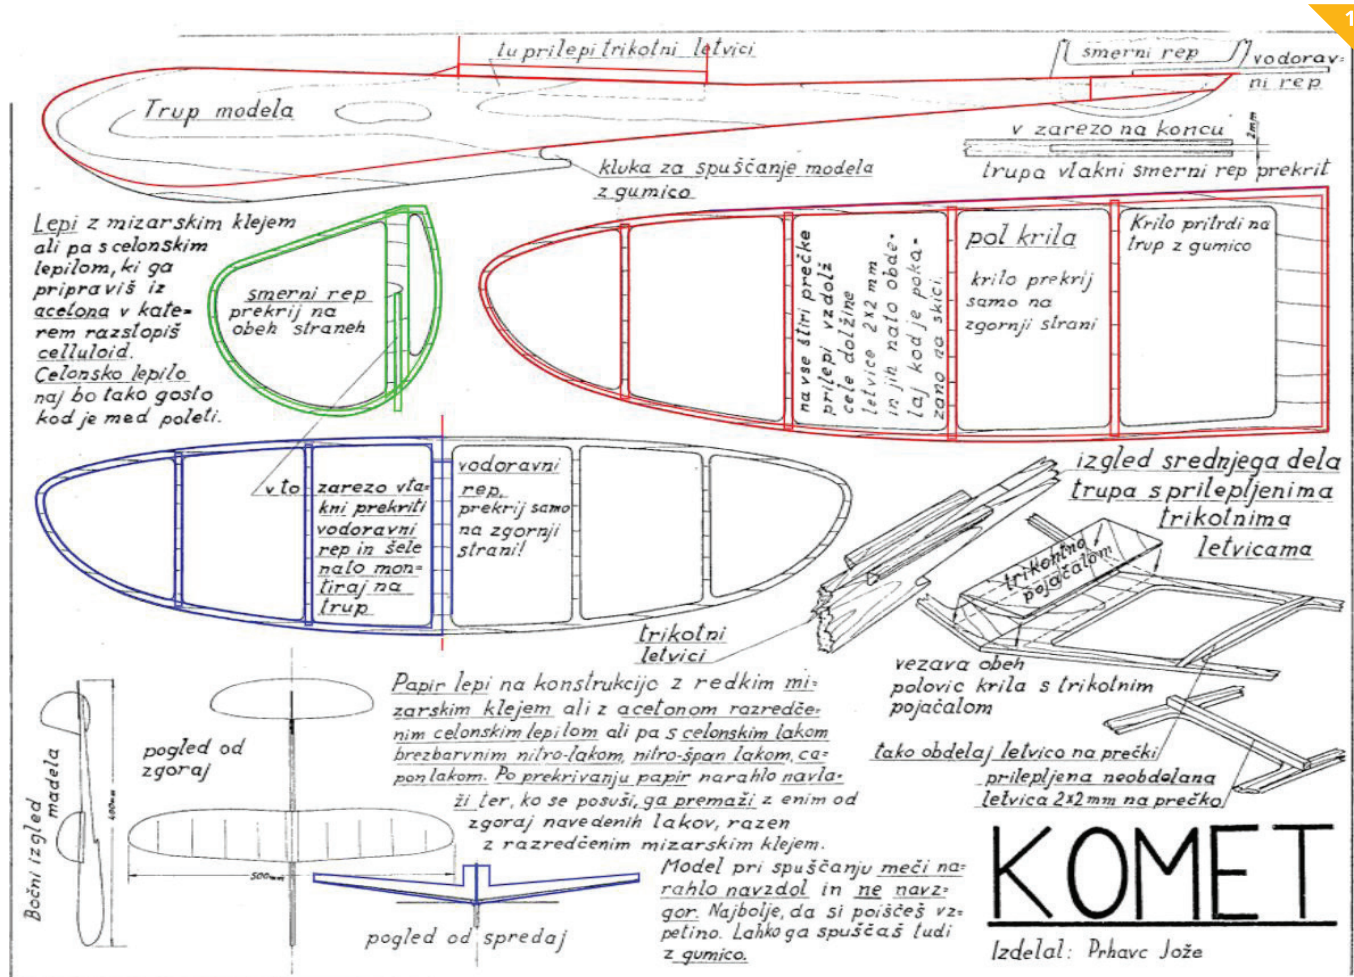 1
tu prilepi trikotni letvici
smerni rep
vodorav-
ni rep
Trup modela
v zarezo na koncu
2mm
trupa vtakni smerni rep prekrit
kluka za spuščanje modela
z gumico
Lepi z mizarskim klejem
ali pa s celonskim
lepilom, ki ga
pripraviš iz
acetona v kate=
rem razstopiš
celluloid.
Celonsko lepilo
naj bo tako gosto
kod je med poleti.
smerni rep
prekrij na
obeh straneh
na vse štiri prečke
prilepi vzdolž
cele dolžine
letvice 2x2 mm
in jih nato obde-
laj kod je poka-
zano na skici.
pol krila
krilo prekrij
samo na
zgornji strani
Krilo pritrdi na
trup z gumico
v to zarezo vta-
kni prekriti
vodoravni
rep in šele
nato mon=
tiraj na
trup
vodoravni
rep.
prekrij samo
na zgornji
strani!
izgled srednjega dela
trupa s prilepljenima
trikotnima
letvicama
trikotno
pojačalom
trikotni
letvici
vezava obeh
polovic krila s trikotnim
pojačalom
tako obdelaj letvico na prečki
prilepljena neobdelana
letvica 2x2mm na prečko
Bočni izgled
madela
480mm
pogled od
zgoraj
500mm
pogled od spredaj
Papir lepi na konstrukcijo z redkim mi=
zarskim klejem ali z acetonom razredče=
nim celonskim lepilom ali pa s celonskim lakom
brezbarvnim nitro-lakom, nitro-špan lakom, ca=
pon lakom. Po prekrivanju papir narahlo navla=
ži ter, ko se posuši, ga premaži z enim od
zgoraj navedenih lakov, razen
z razredčenim mizarskim klejem.
Model pri spuščanju meči na=
rahlo navzdol in ne navz=
gor. Najbolje, da si poiščeš vz=
petino. Lahko ga spuščaš tudi
z gumico.
KOMET
Izdelal: Prhavc Jože